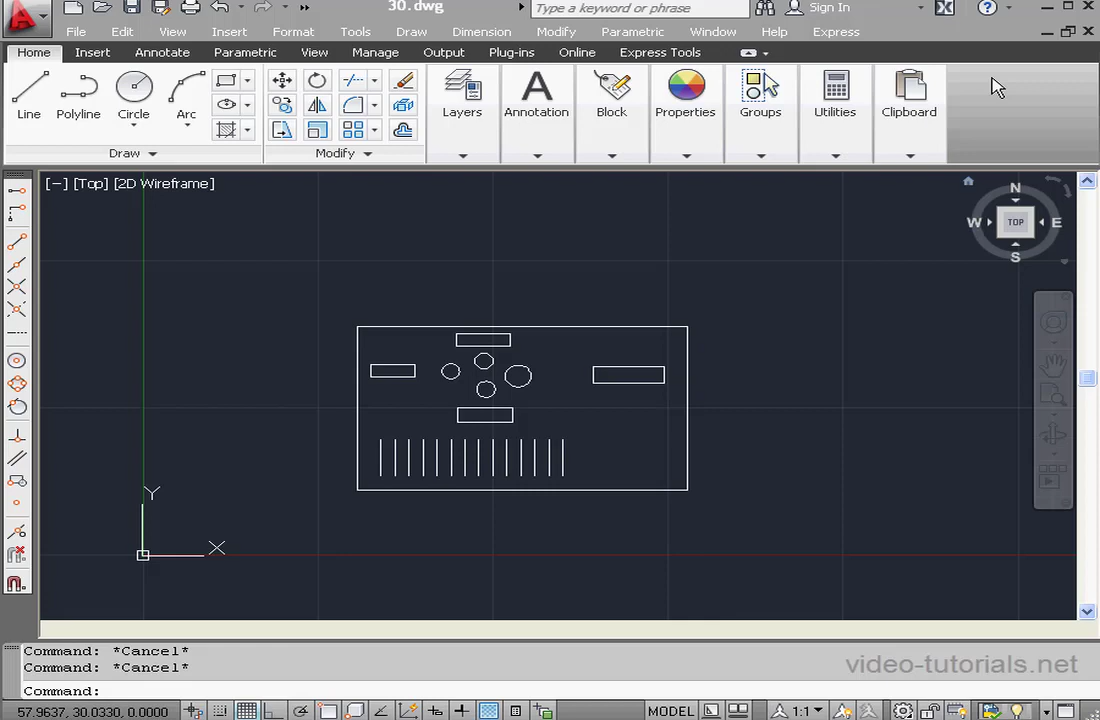 30.dwg
Type a keyword or phrase
Sign In
File Edit View Insert Format Tools Draw Dimension Modify Parametric Window Help Express
Home Insert Annotate Parametric View Manage Output Plug-ins Online Express Tools
Line Polyline Circle Arc
Layers Annotation Block Properties Groups Utilities Clipboard
Draw Modify
[−] [Top] [2D Wireframe]
N
W TOP E
S
Y
X
Command: *Cancel*
Command: *Cancel*
video-tutorials.net
Command:
57.9637, 30.0330, 0.0000 MODEL 1:1